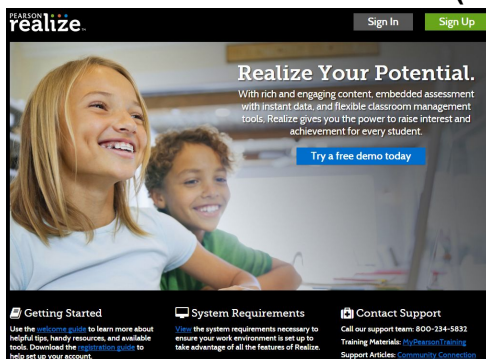 PEARSON
realize™
Sign In
Sign Up
Realize Your Potential.
With rich and engaging content, embedded assessment
with instant data, and flexible classroom management
tools, Realize gives you the power to raise interest and
achievement for every student.
Try a free demo today
Getting Started
Use the welcome guide to learn more about
helpful tips, handy resources, and available
tools. Download the registration guide to
help set up your account.
System Requirements
View the system requirements necessary to
ensure your work environment is set up to
take advantage of all the features of Realize.
Contact Support
Call our support team: 800-234-5832
Training Materials: MyPearsonTraining
Support Articles: Community Connection